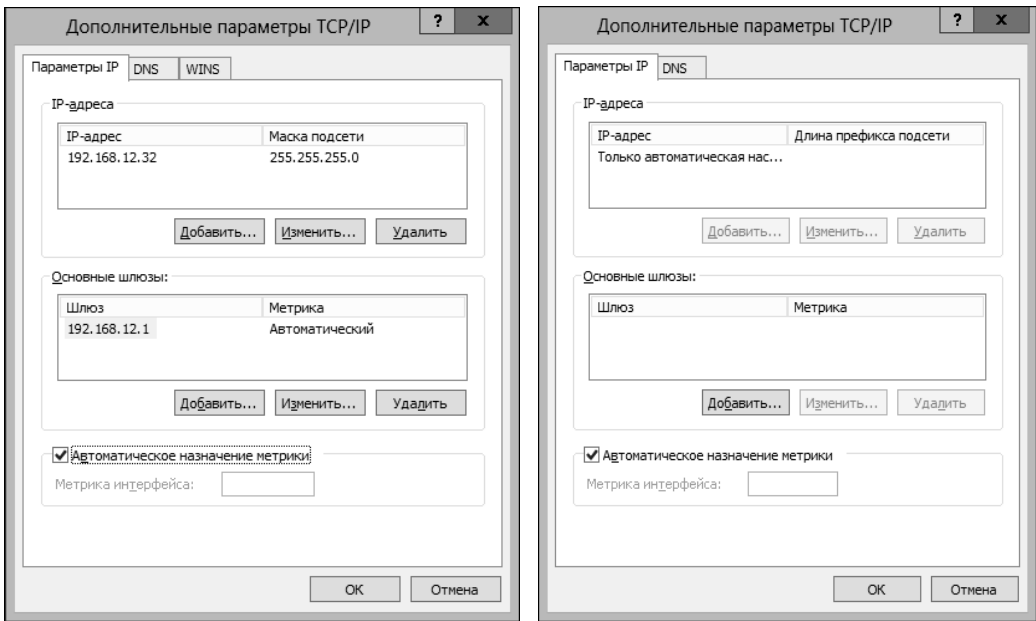 Дополнительные параметры TCP/IP
? x
Параметры IP DNS WINS
IP-адреса
IP-адрес Маска подсети
192.168.12.32 255.255.255.0
Добавить... Изменить... Удалить
Основные шлюзы:
Шлюз Метрика
192.168.12.1 Автоматический
Добавить... Изменить... Удалить
Автоматическое назначение метрики
Метрика интерфейса:
OK Отмена
Дополнительные параметры TCP/IP
? x
Параметры IP DNS
IP-адреса
IP-адрес Длина префикса подсети
Только автоматическая нас...
Добавить... Изменить... Удалить
Основные шлюзы:
Шлюз Метрика
Добавить... Изменить... Удалить
Автоматическое назначение метрики
Метрика интерфейса:
OK Отмена